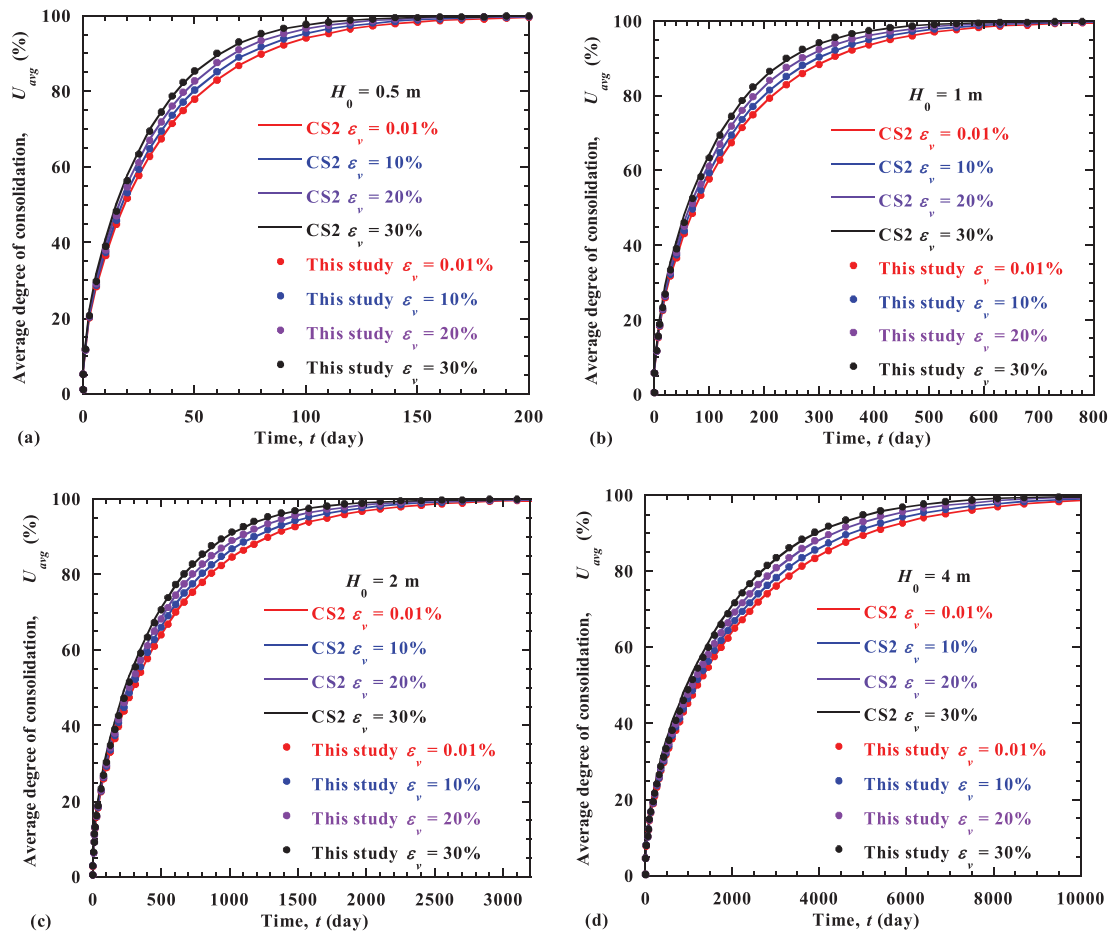 Average degree of consolidation, U_avg (%)
100
80
60
40
20
0
H_0 = 0.5 m
CS2 ε_v = 0.01%
CS2 ε_v = 10%
CS2 ε_v = 20%
CS2 ε_v = 30%
This study ε_v = 0.01%
This study ε_v = 10%
This study ε_v = 20%
This study ε_v = 30%
0 50 100 150 200
(a) Time, t (day)
Average degree of consolidation, U_avg (%)
100
80
60
40
20
0
H_0 = 1 m
CS2 ε_v = 0.01%
CS2 ε_v = 10%
CS2 ε_v = 20%
CS2 ε_v = 30%
This study ε_v = 0.01%
This study ε_v = 10%
This study ε_v = 20%
This study ε_v = 30%
0 100 200 300 400 500 600 700 800
(b) Time, t (day)
Average degree of consolidation, U_avg (%)
100
80
60
40
20
0
H_0 = 2 m
CS2 ε_v = 0.01%
CS2 ε_v = 10%
CS2 ε_v = 20%
CS2 ε_v = 30%
This study ε_v = 0.01%
This study ε_v = 10%
This study ε_v = 20%
This study ε_v = 30%
0 500 1000 1500 2000 2500 3000
(c) Time, t (day)
Average degree of consolidation, U_avg (%)
100
80
60
40
20
0
H_0 = 4 m
CS2 ε_v = 0.01%
CS2 ε_v = 10%
CS2 ε_v = 20%
CS2 ε_v = 30%
This study ε_v = 0.01%
This study ε_v = 10%
This study ε_v = 20%
This study ε_v = 30%
0 2000 4000 6000 8000 10000
(d) Time, t (day)